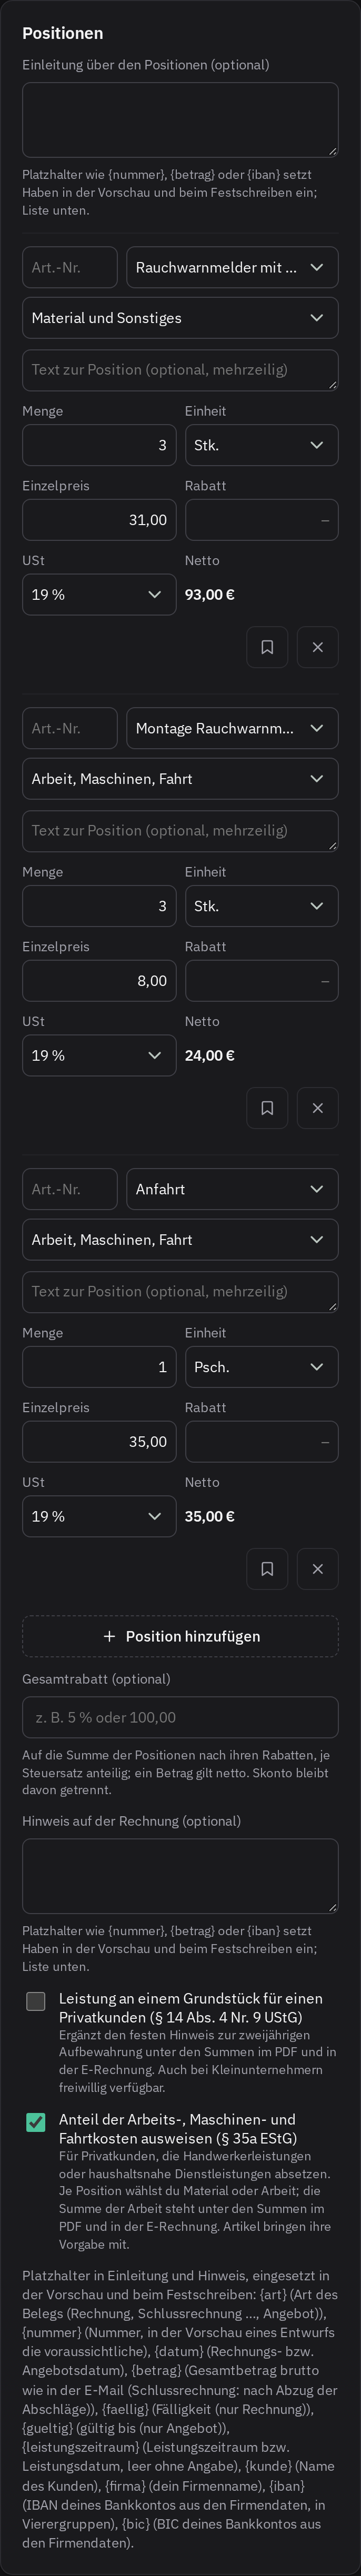 Positionen
Einleitung über den Positionen (optional)
Platzhalter wie {nummer}, {betrag} oder {iban} setzt
Haben in der Vorschau und beim Festschreiben ein;
Liste unten.
Art.-Nr.
Rauchwarnmelder mit ...
Material und Sonstiges
Text zur Position (optional, mehrzeilig)
Menge
Einheit
3
Stk.
Einzelpreis
Rabatt
31,00
–
USt
Netto
19 %
93,00 €
Art.-Nr.
Montage Rauchwarnm...
Arbeit, Maschinen, Fahrt
Text zur Position (optional, mehrzeilig)
Menge
Einheit
3
Stk.
Einzelpreis
Rabatt
8,00
–
USt
Netto
19 %
24,00 €
Art.-Nr.
Anfahrt
Arbeit, Maschinen, Fahrt
Text zur Position (optional, mehrzeilig)
Menge
Einheit
1
Psch.
Einzelpreis
Rabatt
35,00
–
USt
Netto
19 %
35,00 €
+ Position hinzufügen
Gesamtrabatt (optional)
z. B. 5 % oder 100,00
Auf die Summe der Positionen nach ihren Rabatten, je
Steuersatz anteilig; ein Betrag gilt netto. Skonto bleibt
davon getrennt.
Hinweis auf der Rechnung (optional)
Platzhalter wie {nummer}, {betrag} oder {iban} setzt
Haben in der Vorschau und beim Festschreiben ein;
Liste unten.
Leistung an einem Grundstück für einen
Privatkunden (§ 14 Abs. 4 Nr. 9 UStG)
Ergänzt den festen Hinweis zur zweijährigen
Aufbewahrung unter den Summen im PDF und in
der E-Rechnung. Auch bei Kleinunternehmern
freiwillig verfügbar.
Anteil der Arbeits-, Maschinen- und
Fahrtkosten ausweisen (§ 35a EStG)
Für Privatkunden, die Handwerkerleistungen
oder haushaltsnahe Dienstleistungen absetzen.
Je Position wählst du Material oder Arbeit; die
Summe der Arbeit steht unter den Summen im
PDF und in der E-Rechnung. Artikel bringen ihre
Vorgabe mit.
Platzhalter in Einleitung und Hinweis, eingesetzt in
der Vorschau und beim Festschreiben: {art} (Art des
Belegs (Rechnung, Schlussrechnung …, Angebot)),
{nummer} (Nummer, in der Vorschau eines Entwurfs
die voraussichtliche), {datum} (Rechnungs- bzw.
Angebotsdatum), {betrag} (Gesamtbetrag brutto
wie in der E-Mail (Schlussrechnung: nach Abzug der
Abschläge)), {faellig} (Fälligkeit (nur Rechnung)),
{gueltig} (gültig bis (nur Angebot)),
{leistungszeitraum} (Leistungszeitraum bzw.
Leistungsdatum, leer ohne Angabe), {kunde} (Name
des Kunden), {firma} (dein Firmenname), {iban}
(IBAN deines Bankkontos aus den Firmendaten, in
Vierergruppen), {bic} (BIC deines Bankkontos aus
den Firmendaten).